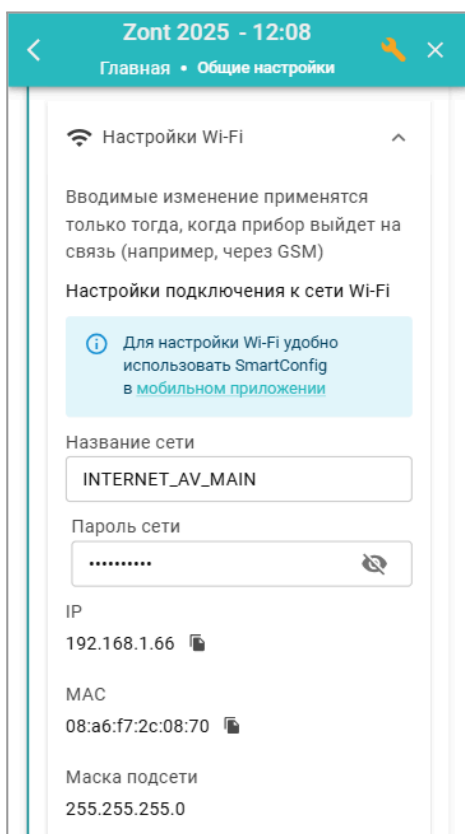 Zont 2025 - 12:08
Главная • Общие настройки
Настройки Wi-Fi
Вводимые изменение применятся
только тогда, когда прибор выйдет на
связь (например, через GSM)
Настройки подключения к сети Wi-Fi
Для настройки Wi-Fi удобно
использовать SmartConfig
в мобильном приложении
Название сети
INTERNET_AV_MAIN
Пароль сети
••••••••••
IP
192.168.1.66
MAC
08:a6:f7:2c:08:70
Маска подсети
255.255.255.0